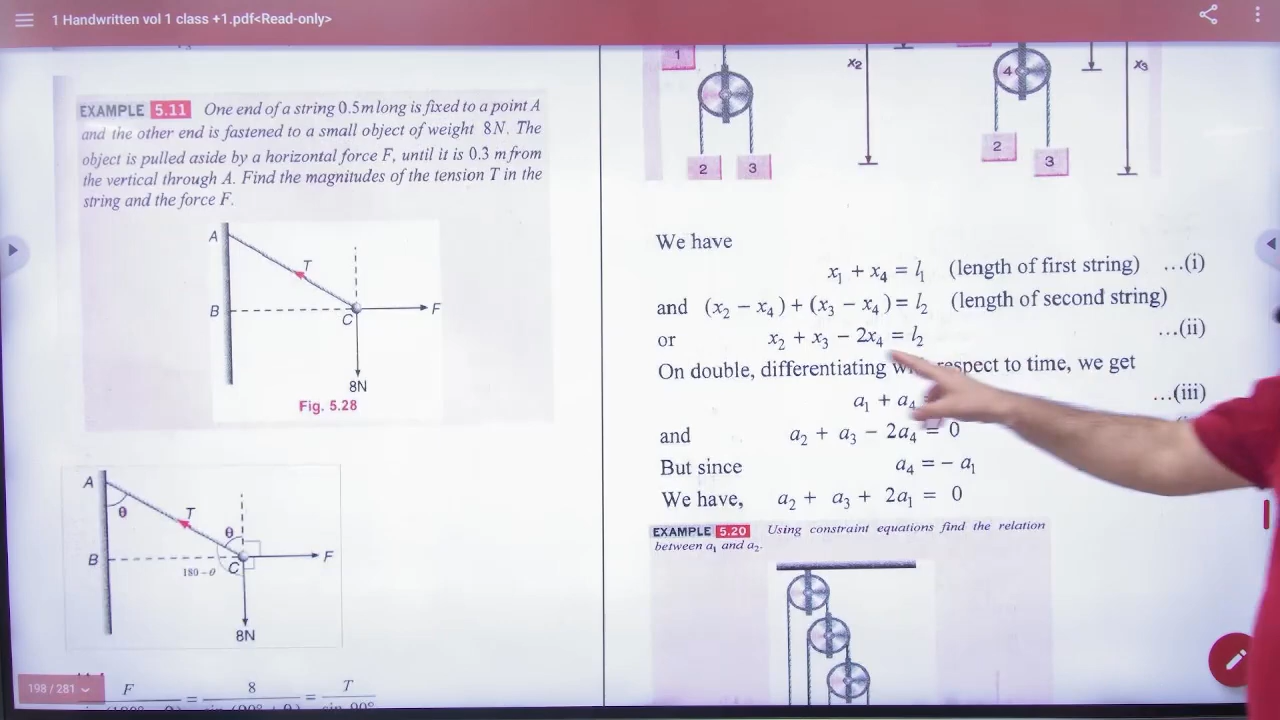 1 Handwritten vol 1 class +1.pdf<Read-only>
EXAMPLE 5.11 One end of a string 0.5 m long is fixed to a point A
and the other end is fastened to a small object of weight 8N. The
object is pulled aside by a horizontal force F, until it is 0.3 m from
the vertical through A. Find the magnitudes of the tension T in the
string and the force F.
A
T
B
C
F
8N
Fig. 5.28
A
θ
T
θ
B
180-θ
C
F
8N
F = 8 = T
198 / 281
1
2
3
x2
4
2
3
x3
We have
x1 + x4 = l1 (length of first string) ...(i)
and (x2 − x4) + (x3 − x4) = l2 (length of second string)
or x2 + x3 − 2x4 = l2 ...(ii)
On double, differentiating respect to time, we get
a1 + a4 = ...(iii)
and a2 + a3 − 2a4 = 0
But since a4 = − a1
We have, a2 + a3 + 2a1 = 0
EXAMPLE 5.20 Using constraint equations find the relation
between a1 and a2.